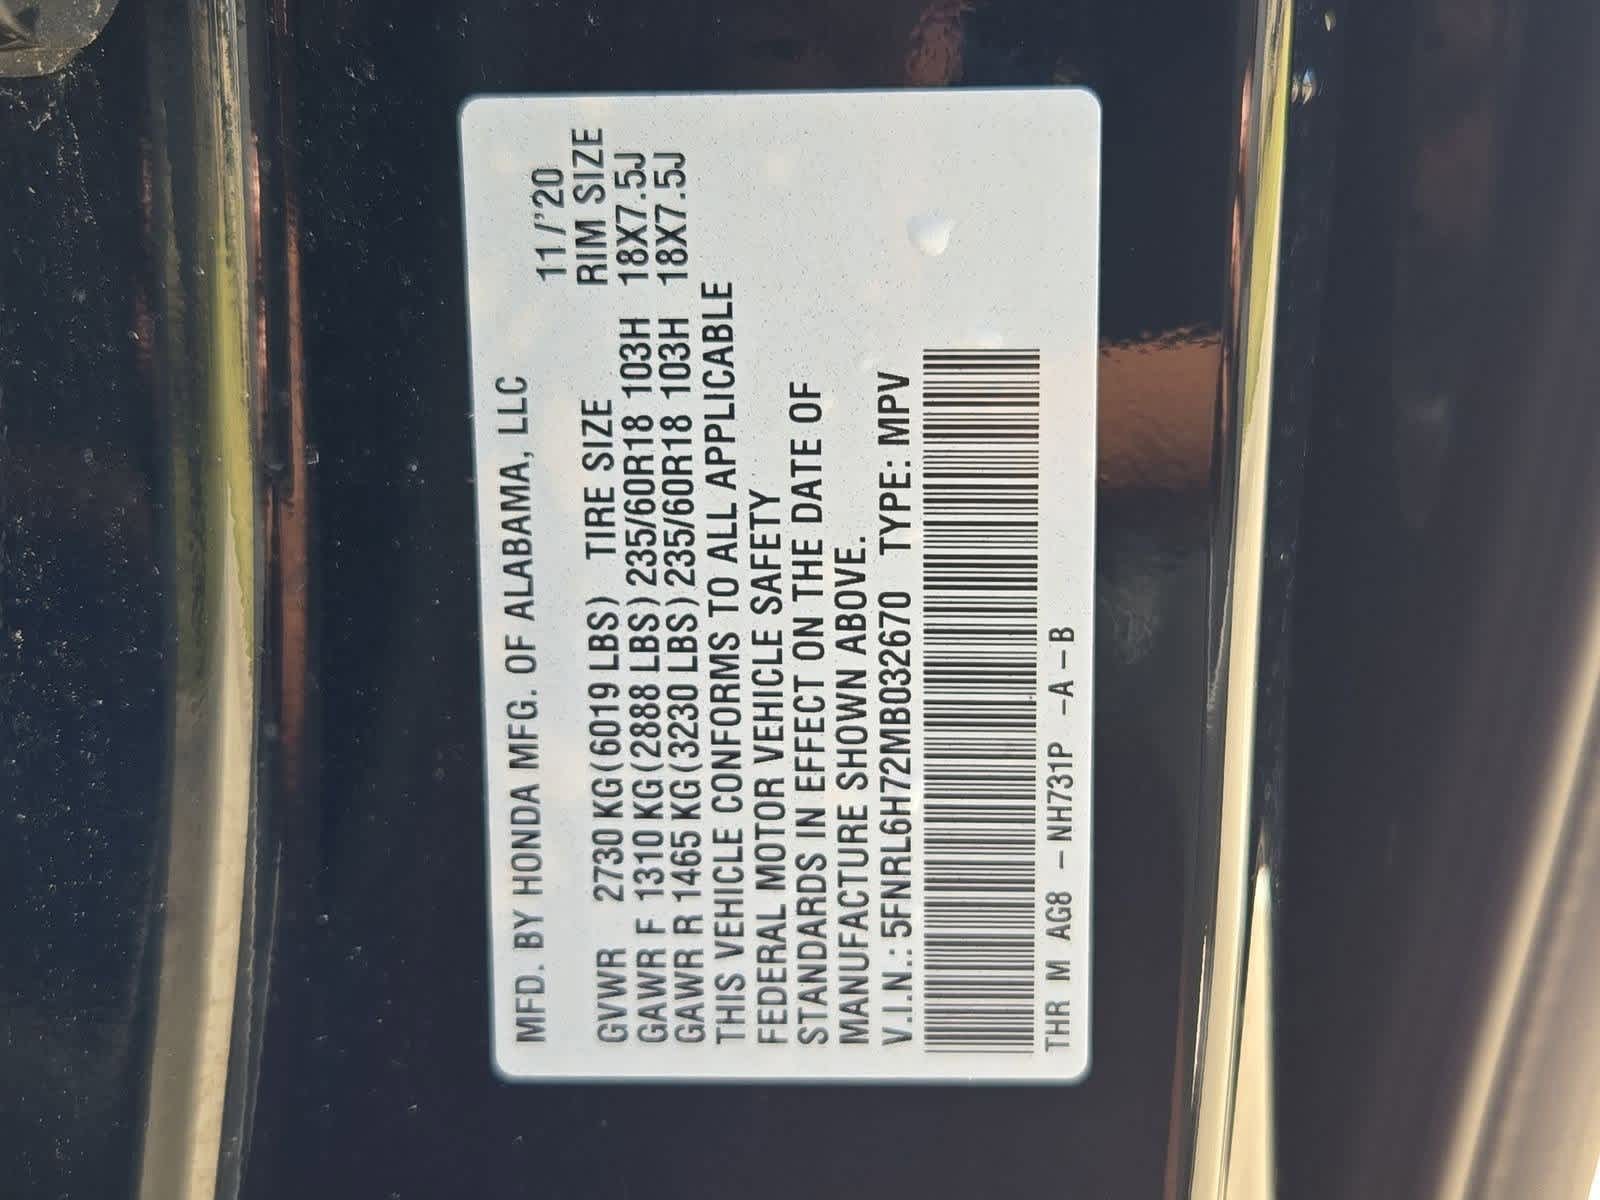 MFD. BY HONDA MFG. OF ALABAMA, LLC
11/'20
GVWR 2730 KG(6019 LBS) TIRE SIZE RIM SIZE
GAWR F 1310 KG(2888 LBS) 235/60R18 103H 18X7.5J
GAWR R 1465 KG(3230 LBS) 235/60R18 103H 18X7.5J
THIS VEHICLE CONFORMS TO ALL APPLICABLE
FEDERAL MOTOR VEHICLE SAFETY
STANDARDS IN EFFECT ON THE DATE OF
MANUFACTURE SHOWN ABOVE.
V.I.N.: 5FNRL6H72MB032670 TYPE: MPV
THR M AG8 – NH731P -A-B